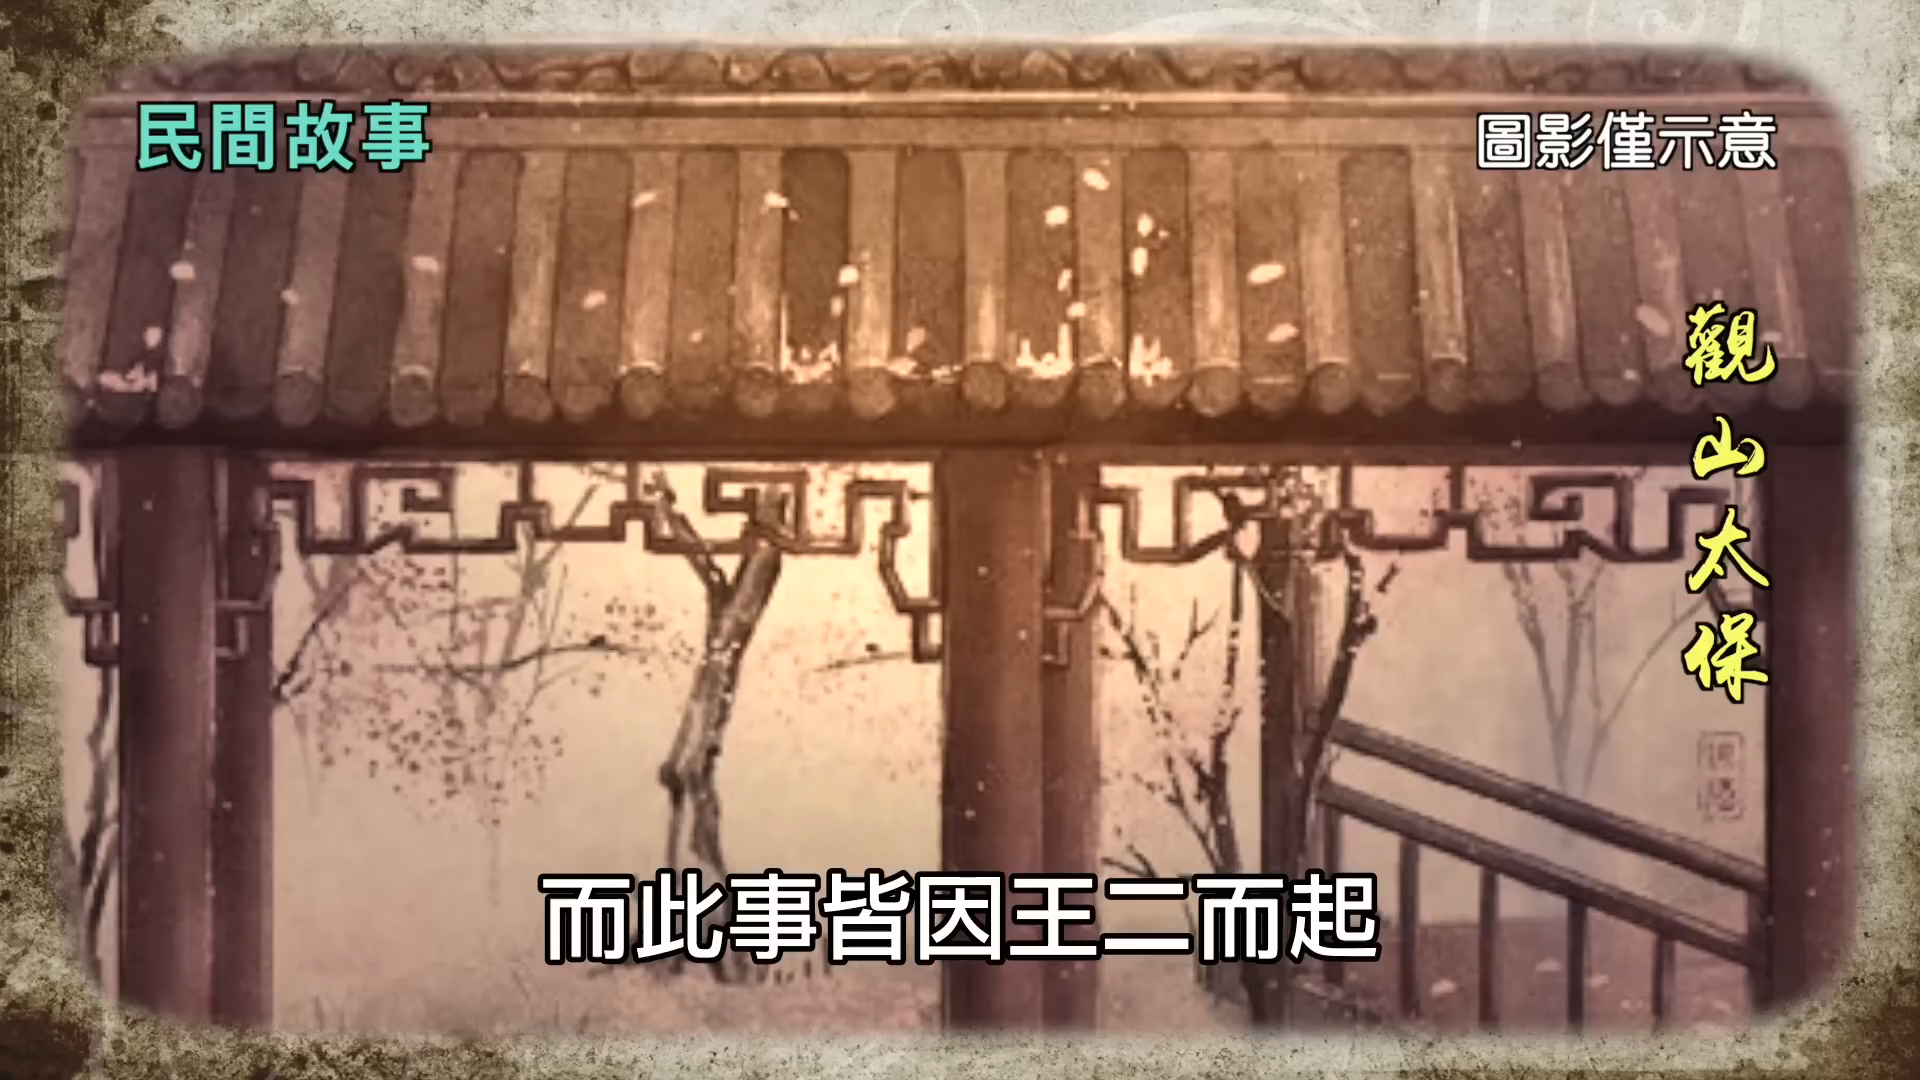 民間故事
圖影僅示意
觀山太保
而此事皆因王二而起